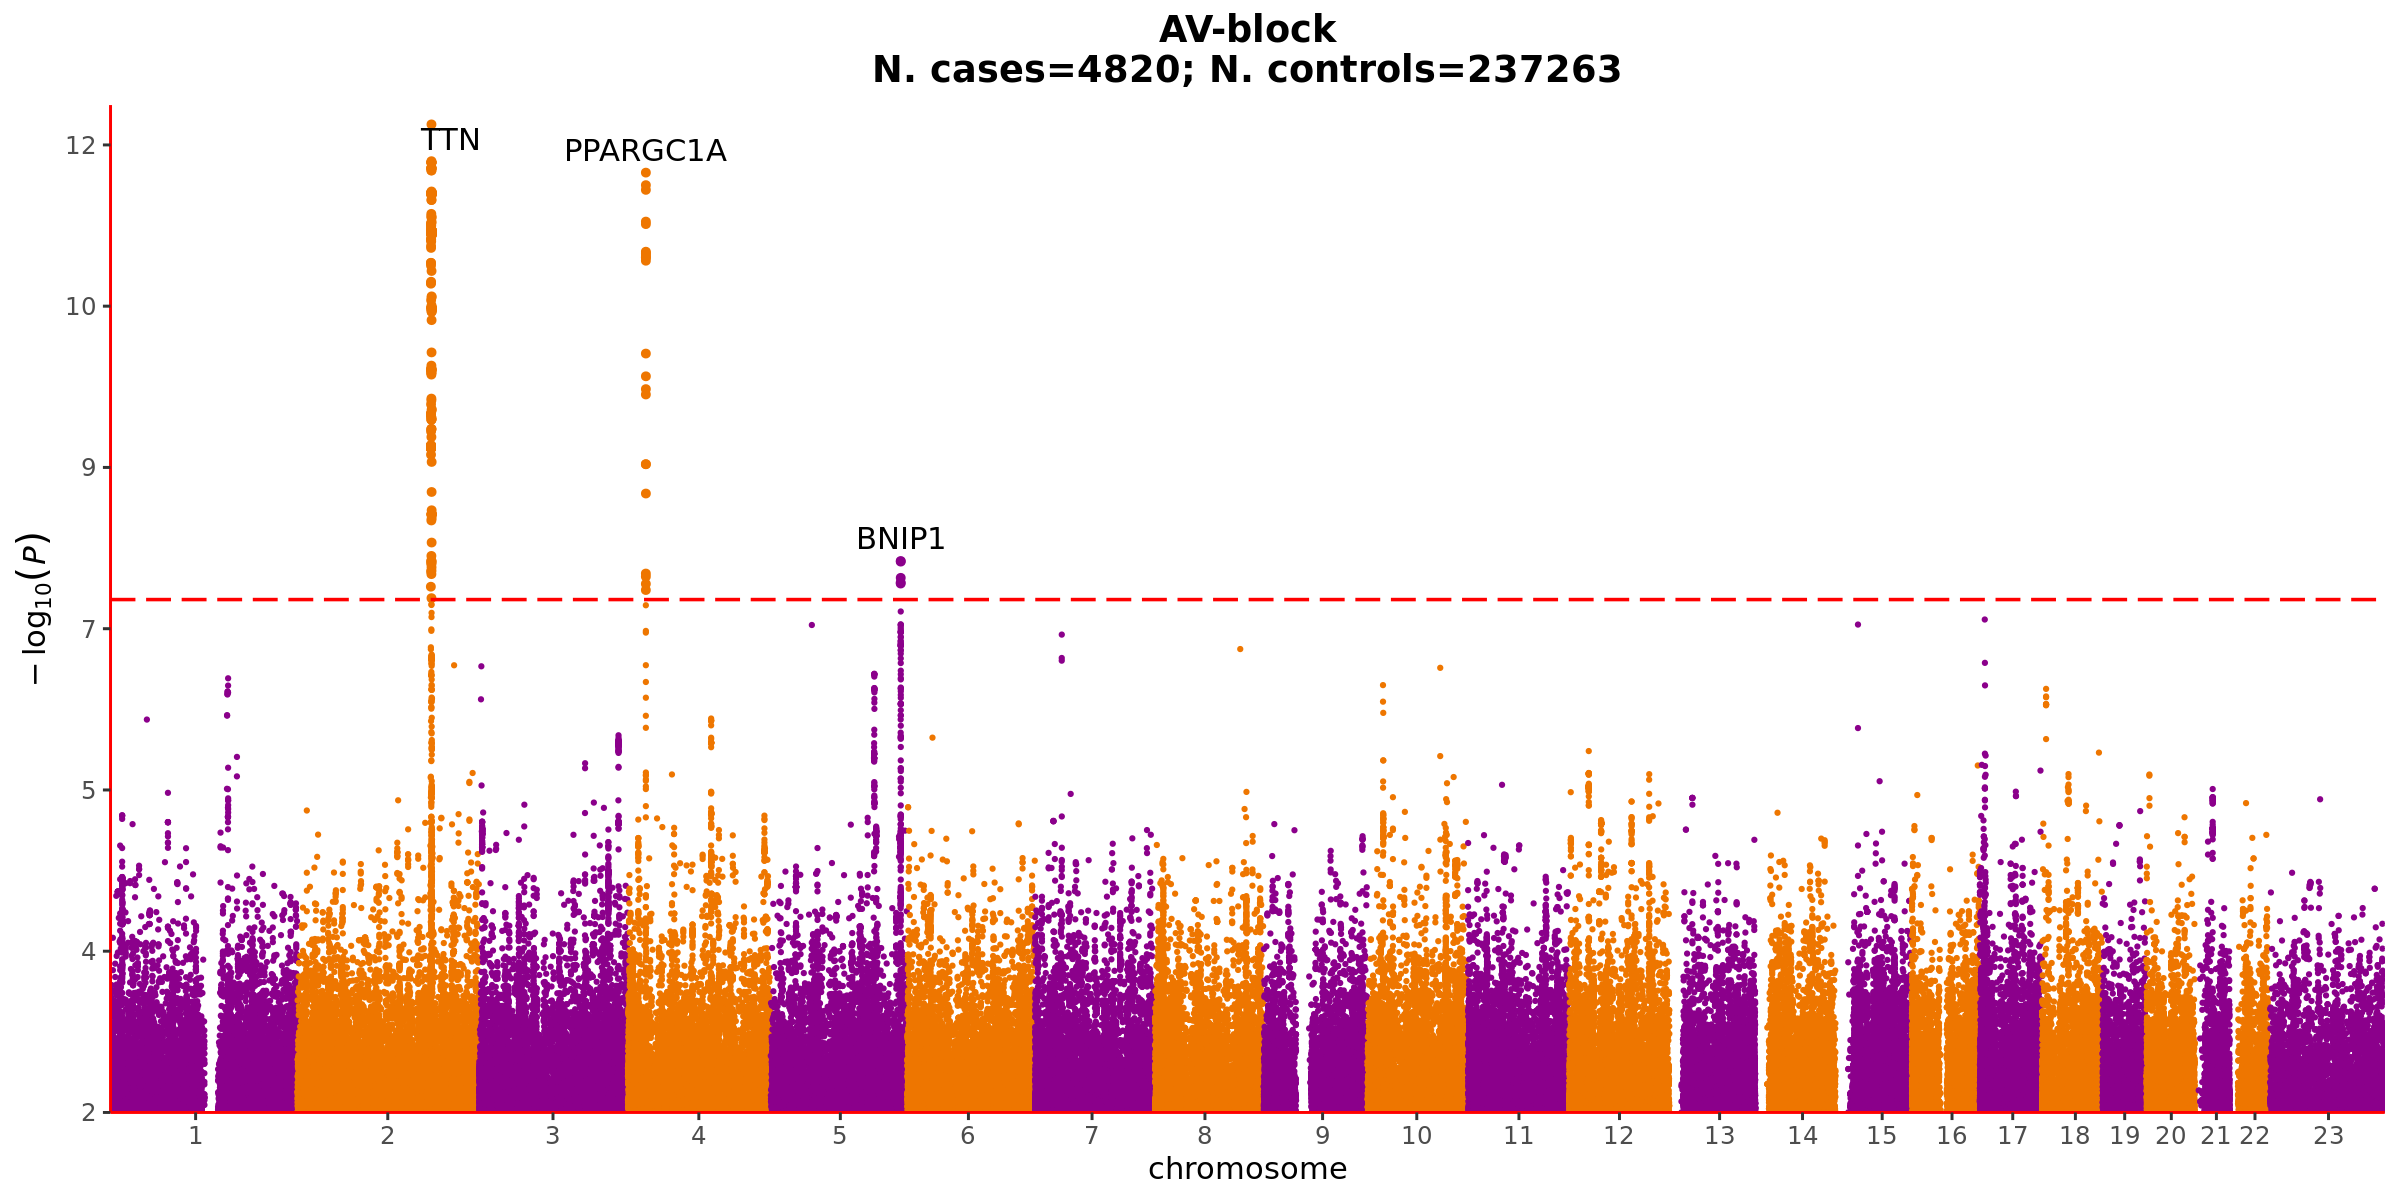 AV-block
N. cases=4820; N. controls=237263
TTN
PPARGC1A
BNIP1
12
10
9
7
5
4
2
− log10(P)
1 2 3 4 5 6 7 8 9 10 11 12 13 14 15 16 17 18 19 20 21 22 23
chromosome